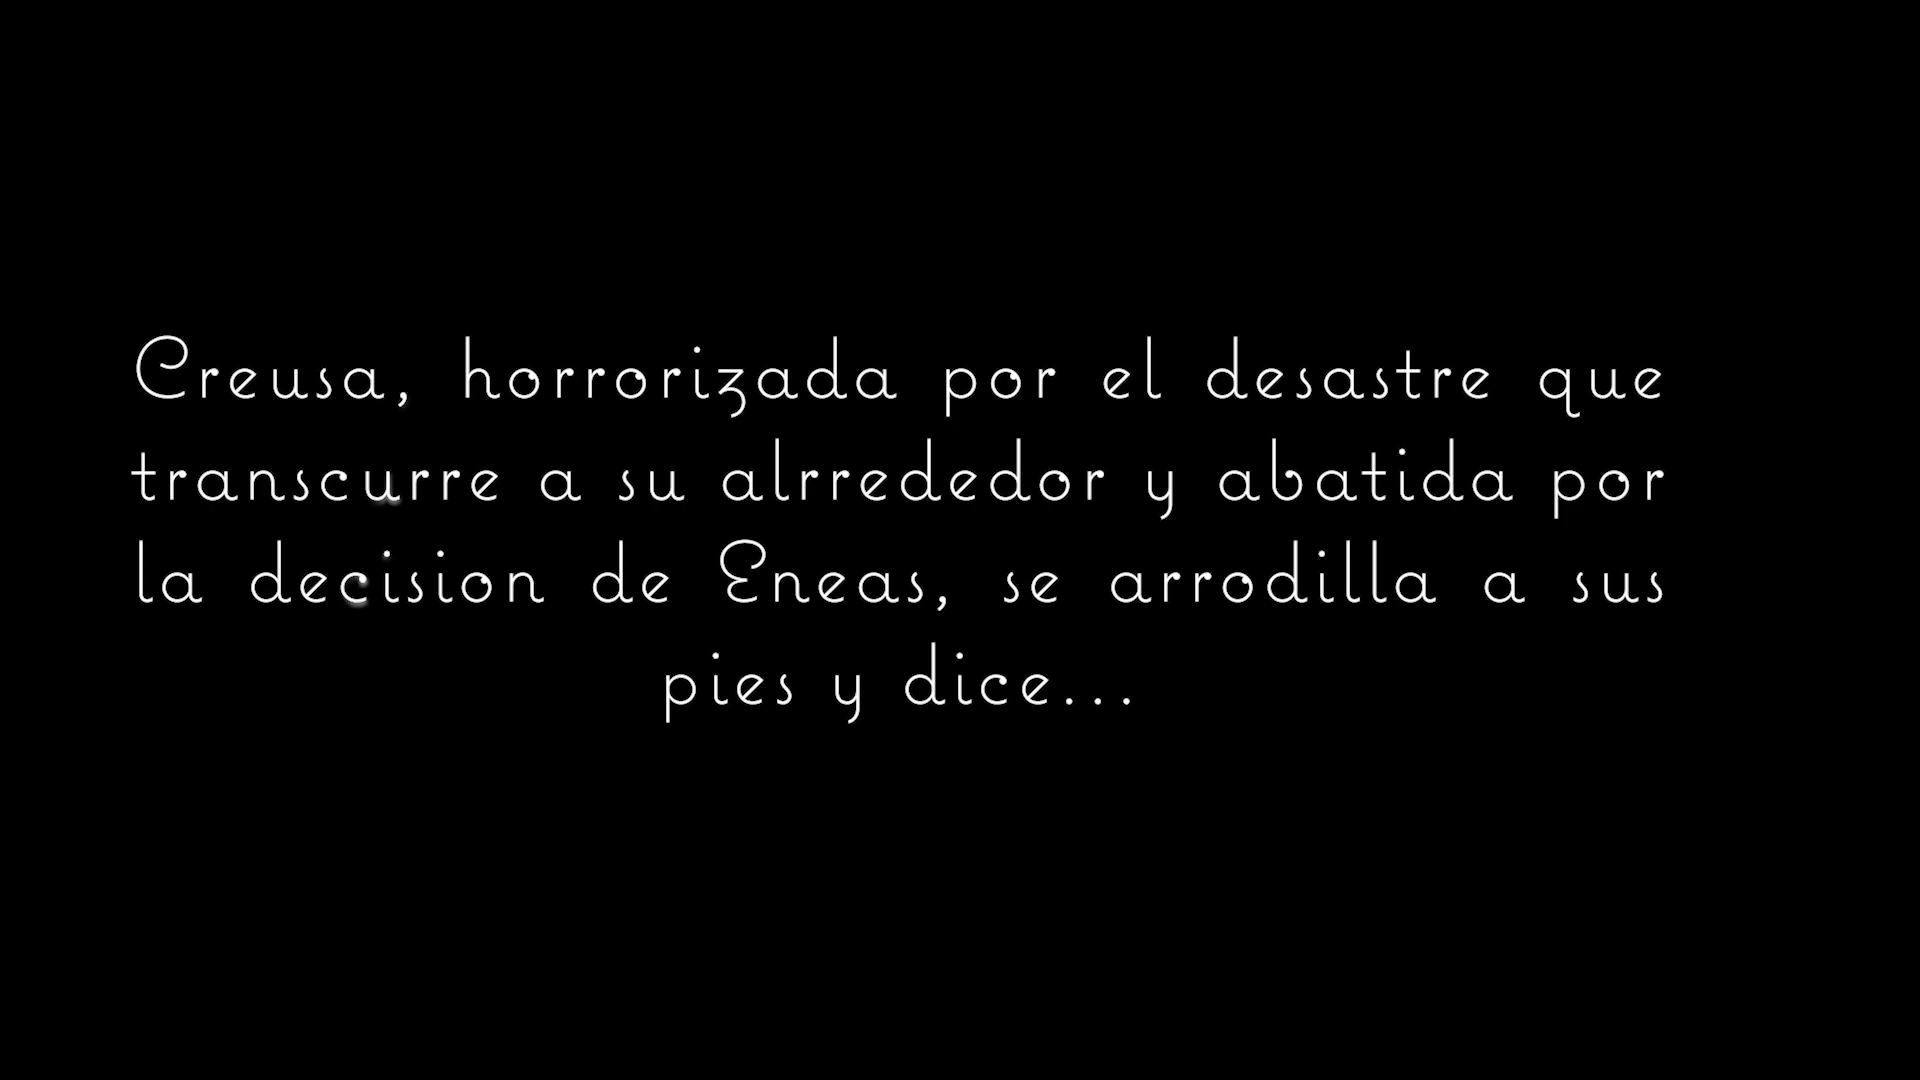 Creusa, horrorizada por el desastre que
transcurre a su alrrededor y abatida por
la decision de Eneas, se arrodilla a sus
pies y dice...